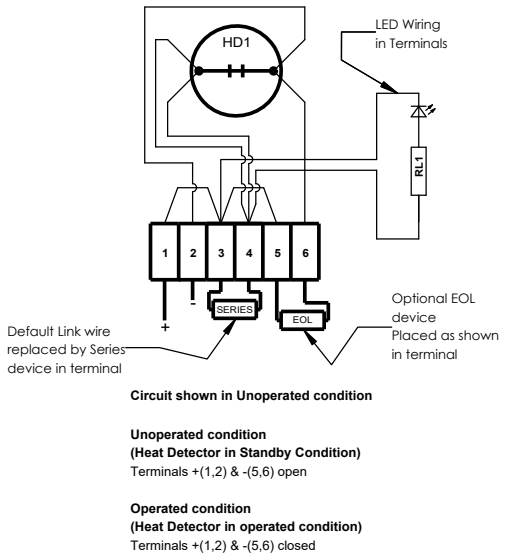 HD1
LED Wiring
in Terminals
RL1
1 2 3 4 5 6
+
-
SERIES
EOL
Default Link wire
replaced by Series
device in terminal
Optional EOL
device
Placed as shown
in terminal
Circuit shown in Unoperated condition
Unoperated condition
(Heat Detector in Standby Condition)
Terminals +(1,2) & -(5,6) open
Operated condition
(Heat Detector in operated condition)
Terminals +(1,2) & -(5,6) closed